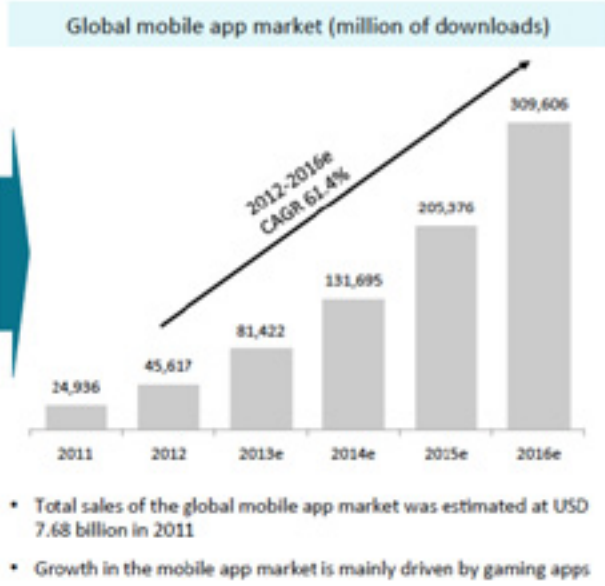 Global mobile app market (million of downloads)
309,606
2012-2016e
CAGR 61.4%
205,376
131,695
81,422
45,617
24,936
2011 2012 2013e 2014e 2015e 2016e
• Total sales of the global mobile app market was estimated at USD
7.68 billion in 2011
• Growth in the mobile app market is mainly driven by gaming apps